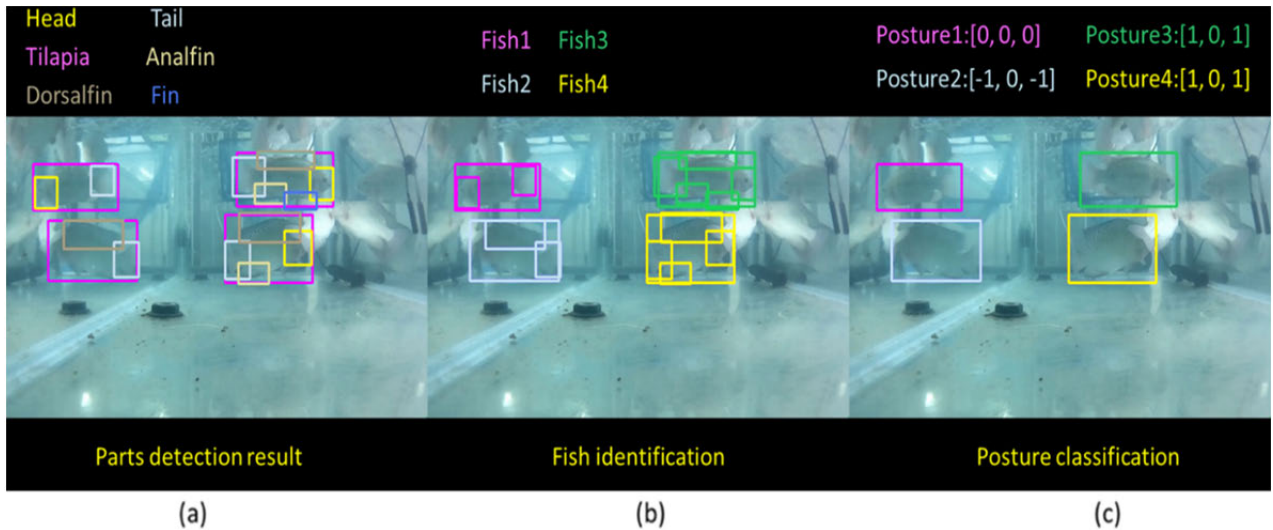 Head Tail
Tilapia Analfin
Dorsalfin Fin
Fish1 Fish3
Fish2 Fish4
Posture1:[0, 0, 0] Posture3:[1, 0, 1]
Posture2:[-1, 0, -1] Posture4:[1, 0, 1]
Parts detection result
Fish identification
Posture classification
(a)
(b)
(c)